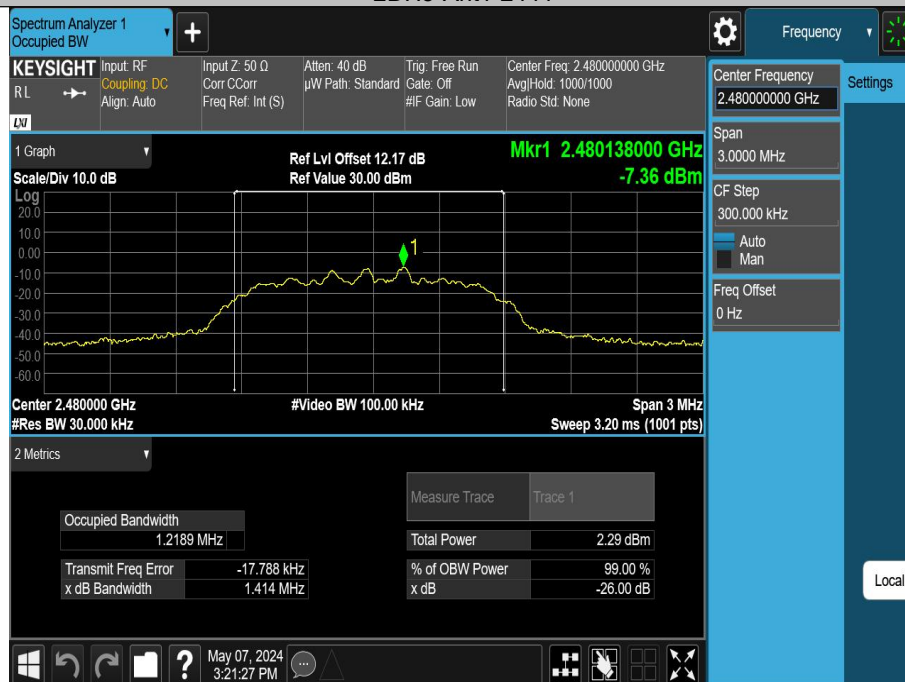 Spectrum Analyzer 1
Occupied BW
Frequency
KEYSIGHT
RL
LXI
Input: RF
Coupling: DC
Align: Auto
Input Z: 50 Ω
Corr CCorr
Freq Ref: Int (S)
Atten: 40 dB
µW Path: Standard
Trig: Free Run
Gate: Off
#IF Gain: Low
Center Freq: 2.480000000 GHz
Avg|Hold: 1000/1000
Radio Std: None
Center Frequency
2.480000000 GHz
Settings
Span
3.0000 MHz
CF Step
300.000 kHz
Auto
Man
Freq Offset
0 Hz
1 Graph
Scale/Div 10.0 dB
Ref Lvl Offset 12.17 dB
Ref Value 30.00 dBm
Mkr1 2.480138000 GHz
-7.36 dBm
Log
20.0
10.0
0.00
-10.0
-20.0
-30.0
-40.0
-50.0
-60.0
1
Center 2.480000 GHz
#Video BW 100.00 kHz
Span 3 MHz
#Res BW 30.000 kHz
Sweep 3.20 ms (1001 pts)
2 Metrics
Measure Trace
Trace 1
Occupied Bandwidth
1.2189 MHz
Total Power
2.29 dBm
Transmit Freq Error
-17.788 kHz
% of OBW Power
99.00 %
x dB Bandwidth
1.414 MHz
x dB
-26.00 dB
Local
?
May 07, 2024
3:21:27 PM